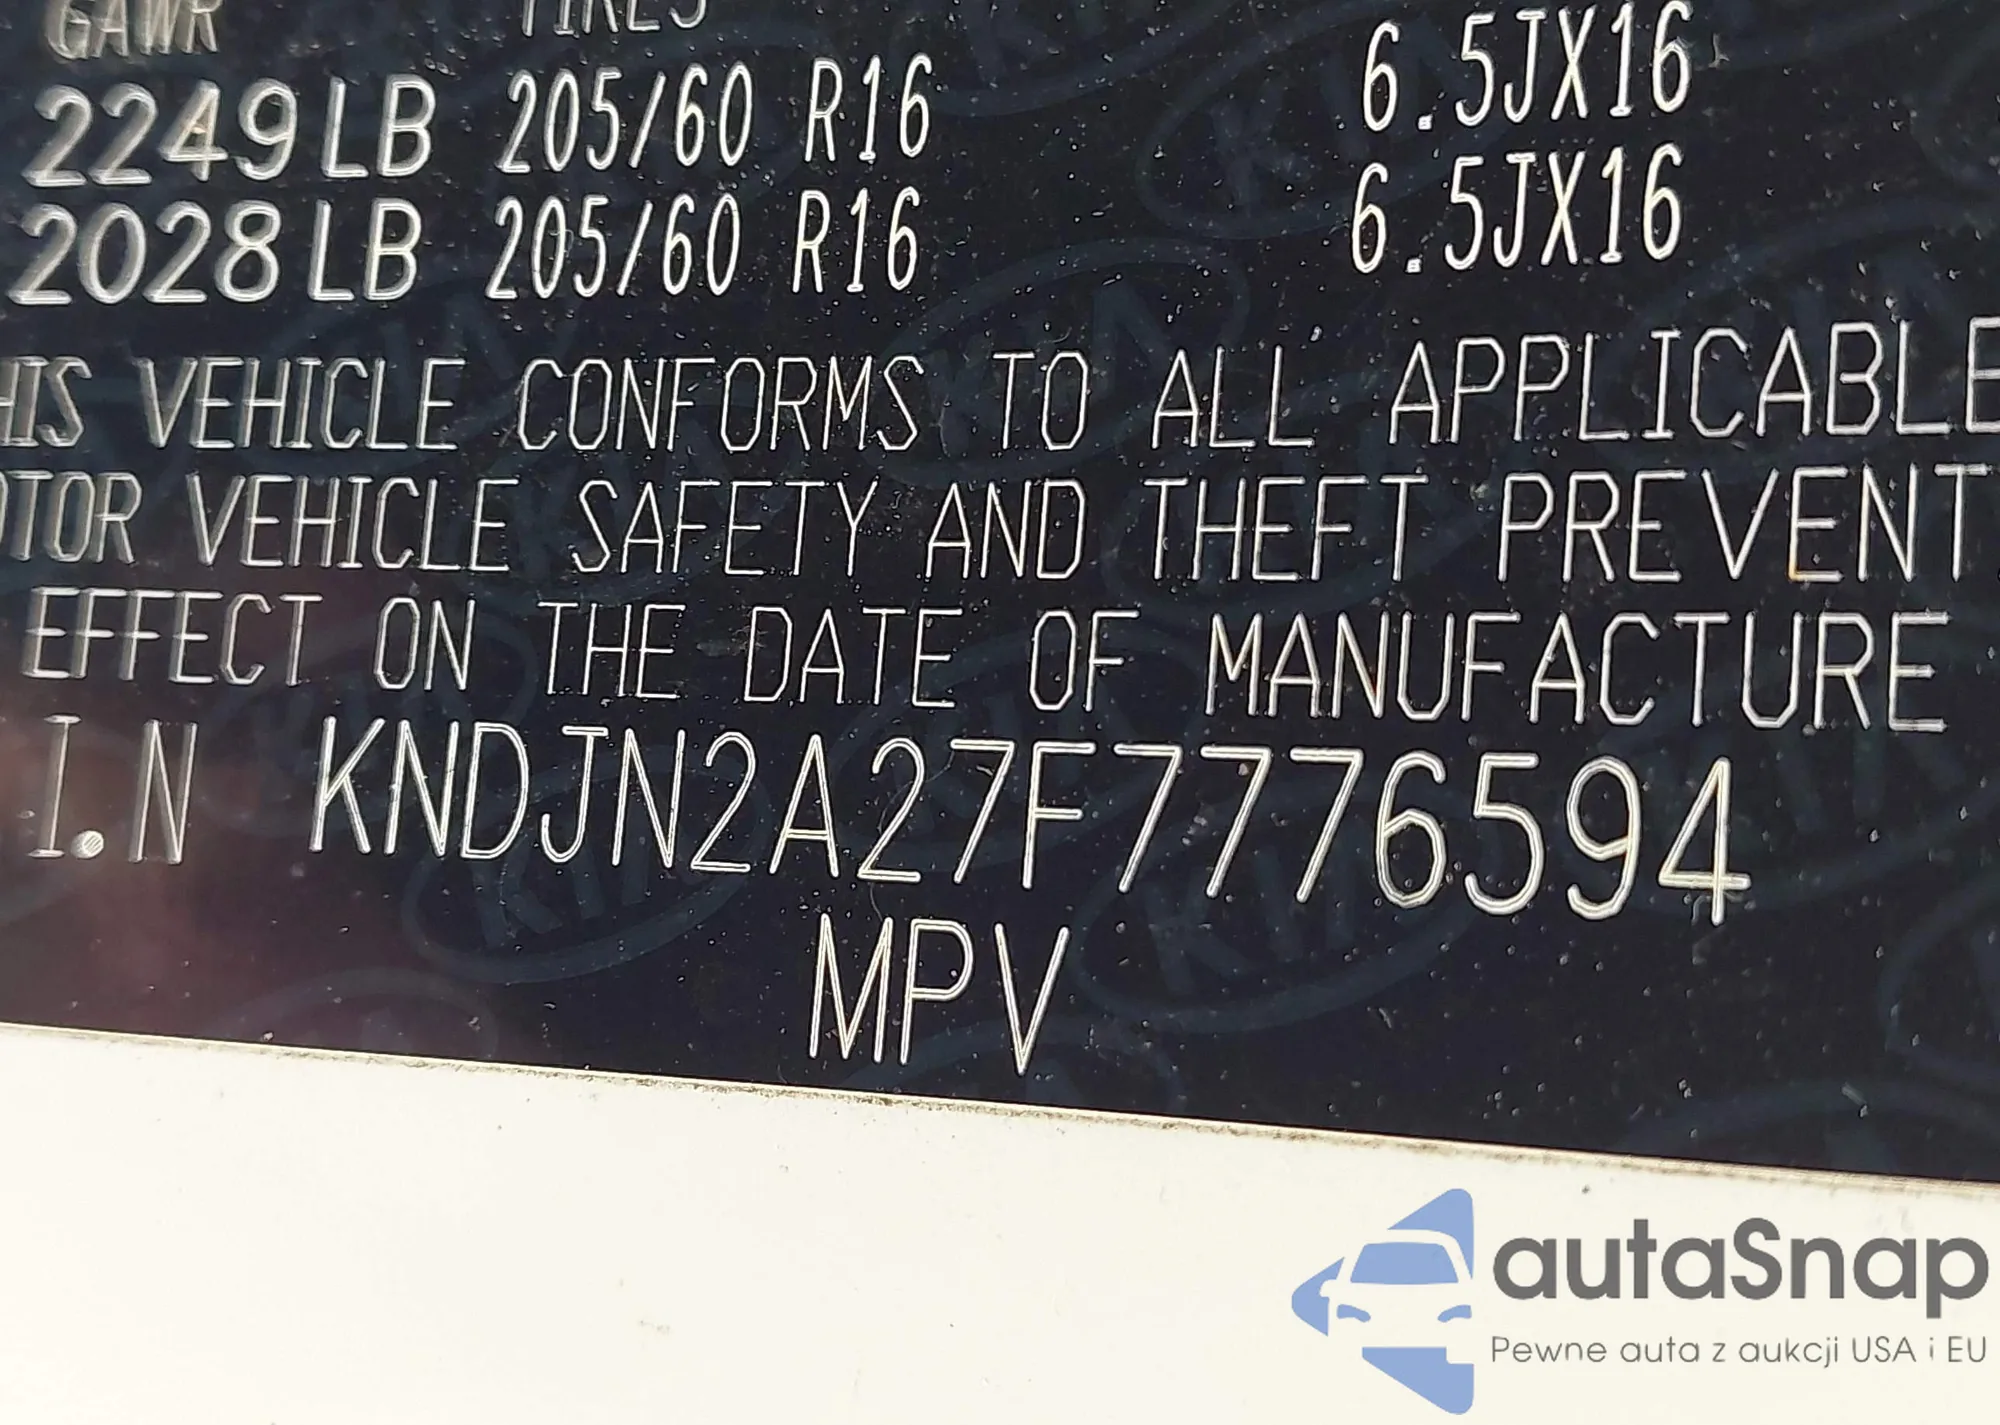 GAWR TIRES
2249LB 205/60 R16 6.5JX16
2028LB 205/60 R16 6.5JX16
HIS VEHICLE CONFORMS TO ALL APPLICABLE
OTOR VEHICLE SAFETY AND THEFT PREVENT
EFFECT ON THE DATE OF MANUFACTURE
I.N KNDJN2A27F7776594
MPV
autaSnap
Pewne auta z aukcji USA i EU